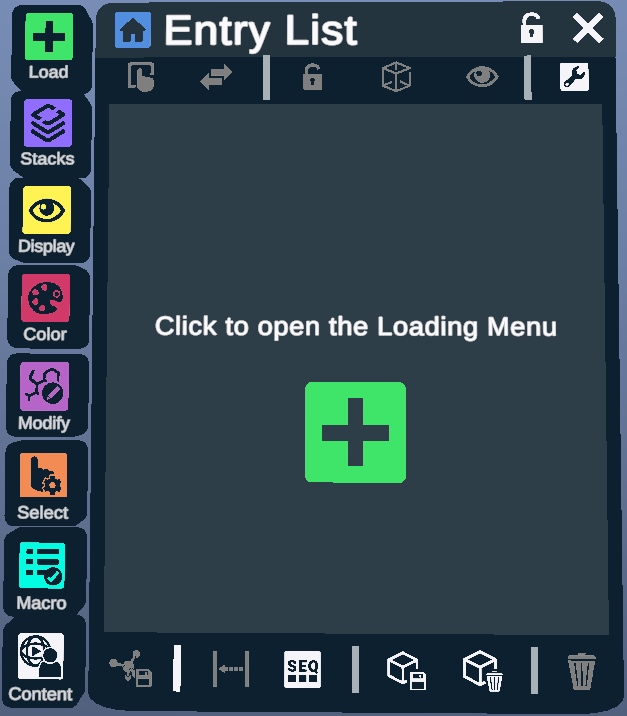 Entry List
Load
Stacks
Display
Color
Modify
Select
Macro
Content
Click to open the Loading Menu
SEQ